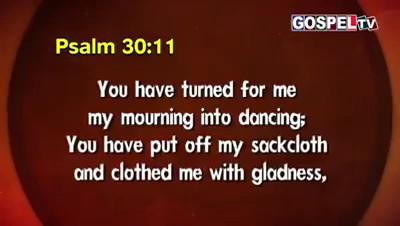 GOSPEL TV
Psalm 30:11
You have turned for me
my mourning into dancing;
You have put off my sackcloth
and clothed me with gladness,